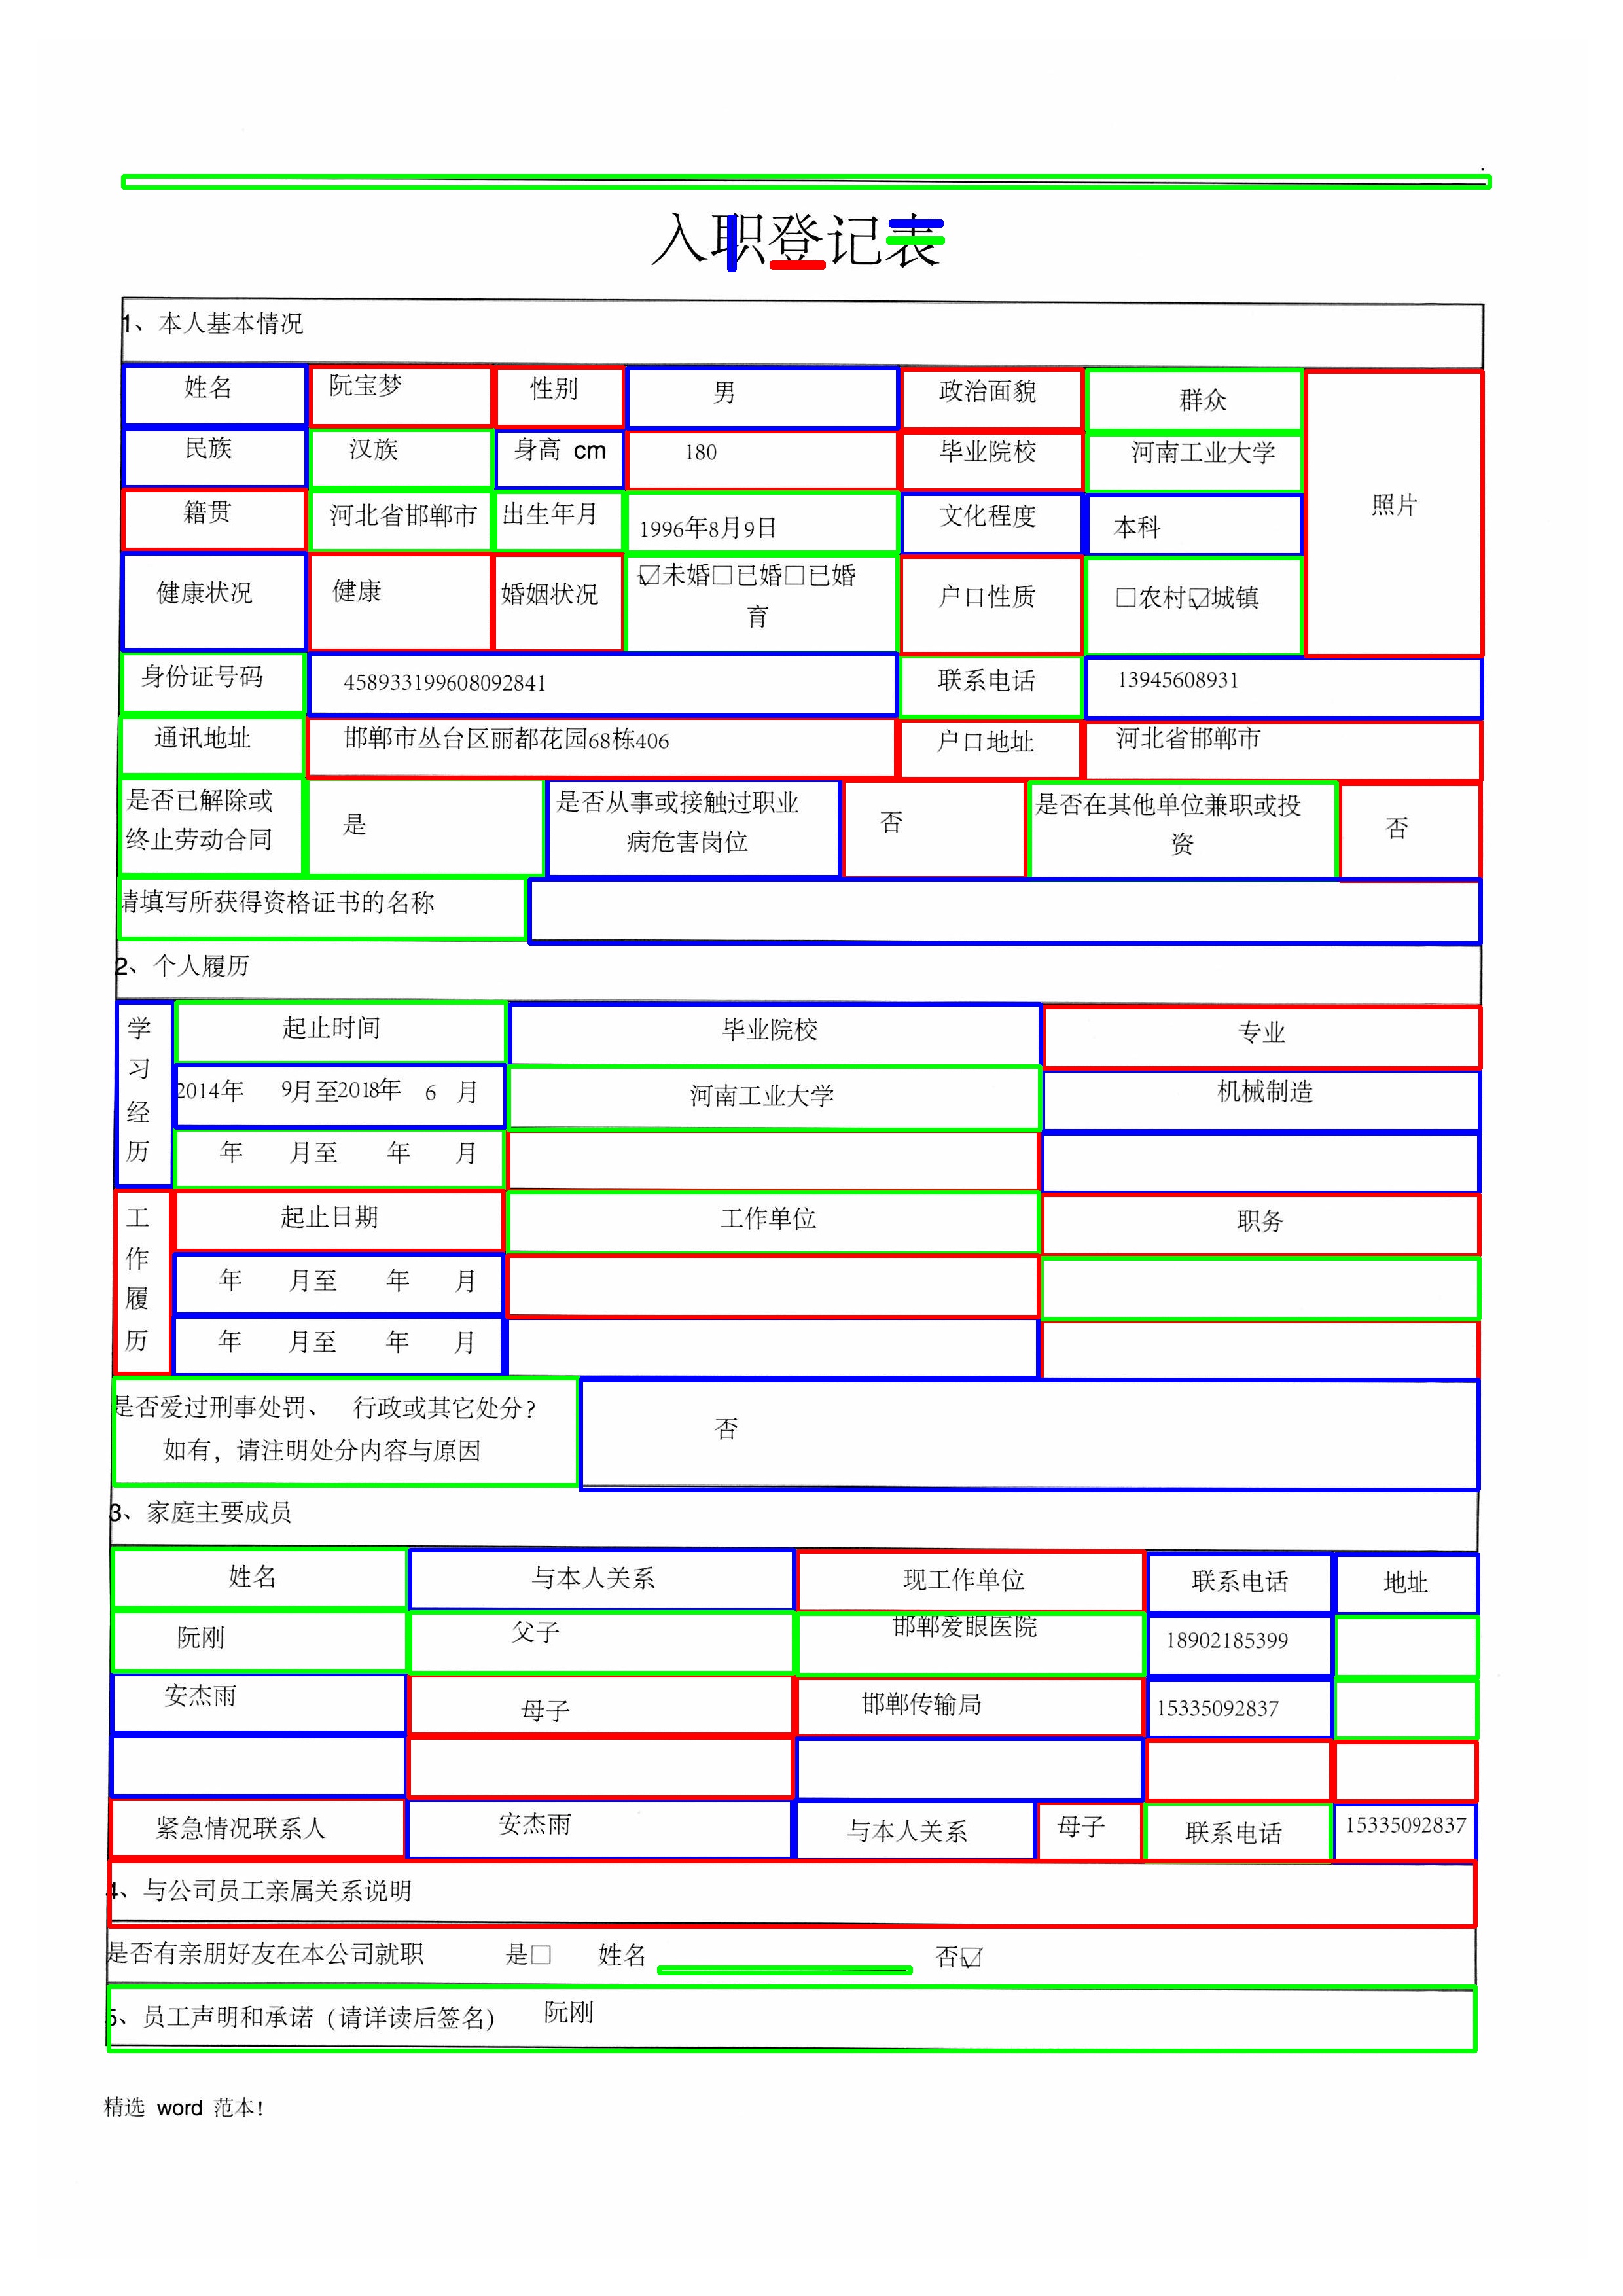 入职登记表
1、本人基本情况
姓名 阮宝梦 性别 男 政治面貌 群众 照片
民族 汉族 身高 cm 180 毕业院校 河南工业大学
籍贯 河北省邯郸市 出生年月 1996年8月9日 文化程度 本科
健康状况 健康 婚姻状况 ☑未婚□已婚□已婚育 户口性质 □农村☑城镇
身份证号码 458933199608092841 联系电话 13945608931
通讯地址 邯郸市丛台区丽都花园68栋406 户口地址 河北省邯郸市
是否已解除或终止劳动合同 是 是否从事或接触过职业病危害岗位 否 是否在其他单位兼职或投资 否
请填写所获得资格证书的名称
2、个人履历
学习经历 起止时间 毕业院校 专业
2014年 9月至2018年 6 月 河南工业大学 机械制造
年 月至 年 月
工作履历 起止日期 工作单位 职务
年 月至 年 月
年 月至 年 月
是否爱过刑事处罚、 行政或其它处分?
如有,请注明处分内容与原因 否
3、家庭主要成员
姓名 与本人关系 现工作单位 联系电话 地址
阮刚 父子 邯郸爱眼医院 18902185399
安杰雨 母子 邯郸传输局 15335092837
紧急情况联系人 安杰雨 与本人关系 母子 联系电话 15335092837
4、与公司员工亲属关系说明
是否有亲朋好友在本公司就职 是□ 姓名 否☑
5、员工声明和承诺(请详读后签名) 阮刚
精选 word 范本!